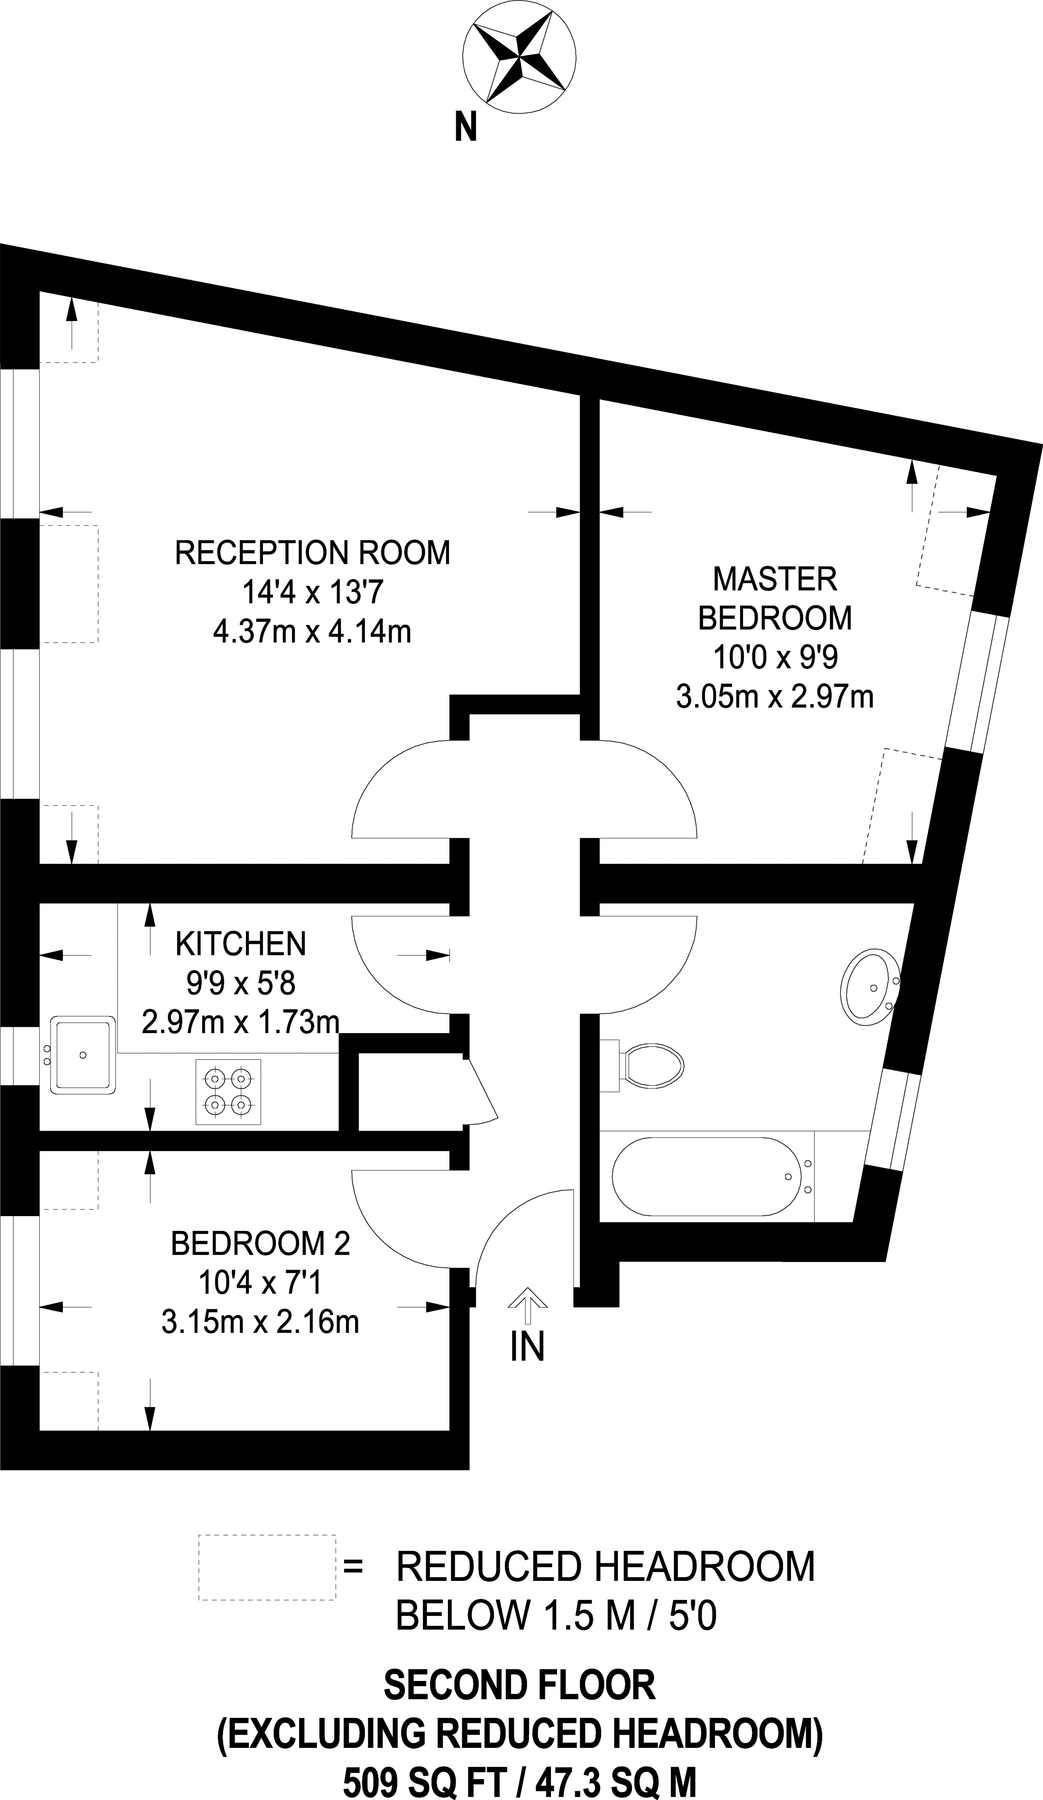 N
RECEPTION ROOM
14'4 x 13'7
4.37m x 4.14m
MASTER
BEDROOM
10'0 x 9'9
3.05m x 2.97m
KITCHEN
9'9 x 5'8
2.97m x 1.73m
BEDROOM 2
10'4 x 7'1
3.15m x 2.16m
IN
= REDUCED HEADROOM
BELOW 1.5 M / 5'0
SECOND FLOOR
(EXCLUDING REDUCED HEADROOM)
509 SQ FT / 47.3 SQ M